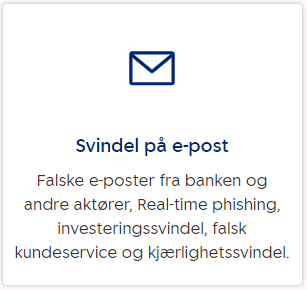 Svindel på e-post
Falske e-poster fra banken og
andre aktører, Real-time phishing,
investeringssvindel, falsk
kundeservice og kjærlighetssvindel.